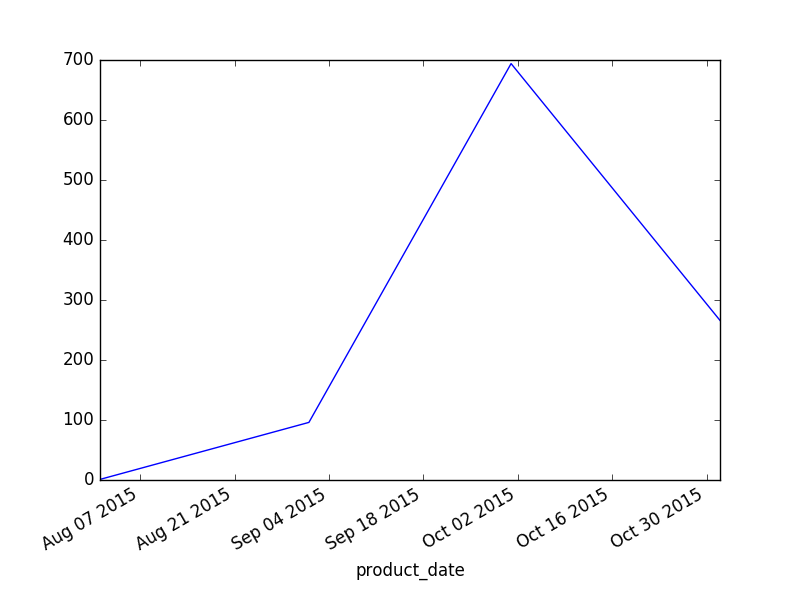 700
600
500
400
300
200
100
0
Aug 07 2015
Aug 21 2015
Sep 04 2015
Sep 18 2015
Oct 02 2015
Oct 16 2015
Oct 30 2015
product_date